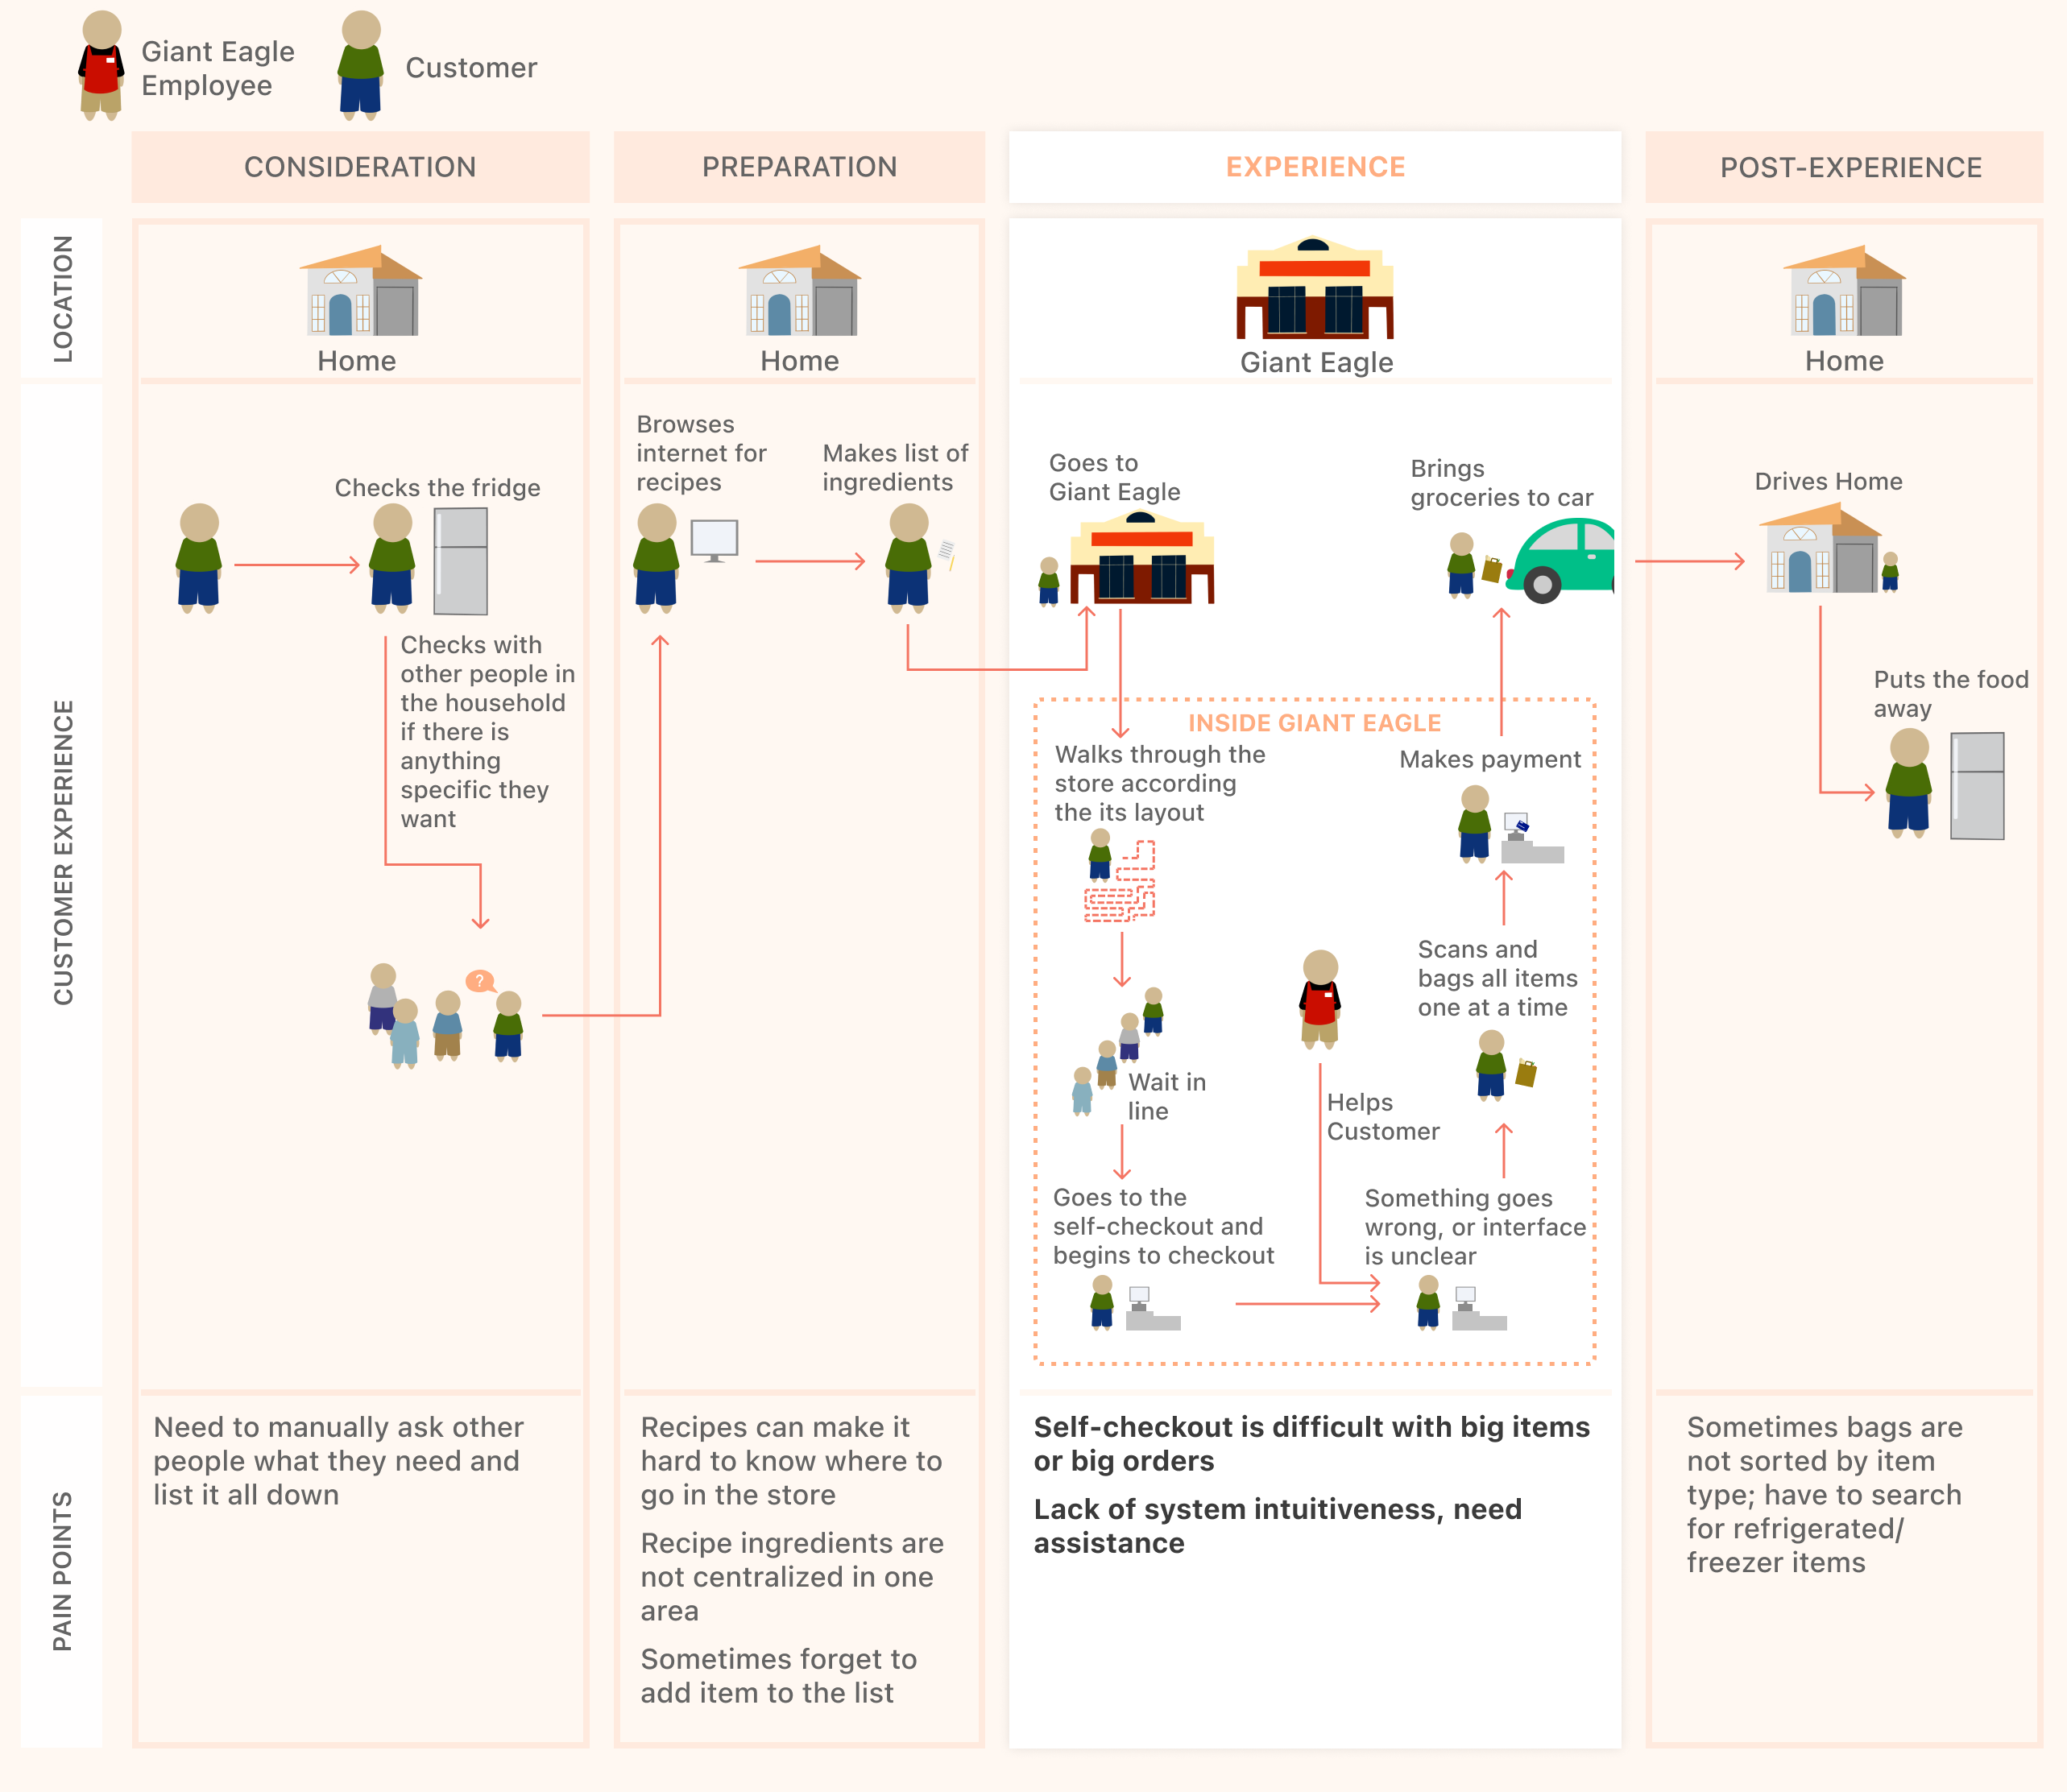 Giant Eagle
Employee
Customer
CONSIDERATION
PREPARATION
EXPERIENCE
POST-EXPERIENCE
LOCATION
Home
Home
Giant Eagle
Home
CUSTOMER EXPERIENCE
Checks the fridge
Checks with
other people in
the household
if there is
anything
specific they
want
?
Browses
internet for
recipes
Makes list of
ingredients
Goes to
Giant Eagle
Brings
groceries to car
INSIDE GIANT EAGLE
Walks through the
store according
the its layout
Wait in
line
Goes to the
self-checkout and
begins to checkout
Helps
Customer
Something goes
wrong, or interface
is unclear
Scans and
bags all items
one at a time
Makes payment
Drives Home
Puts the food
away
PAIN POINTS
Need to manually ask other
people what they need and
list it all down
Recipes can make it
hard to know where to
go in the store
Recipe ingredients are
not centralized in one
area
Sometimes forget to
add item to the list
Self-checkout is difficult with big items
or big orders
Lack of system intuitiveness, need
assistance
Sometimes bags are
not sorted by item
type; have to search
for refrigerated/
freezer items